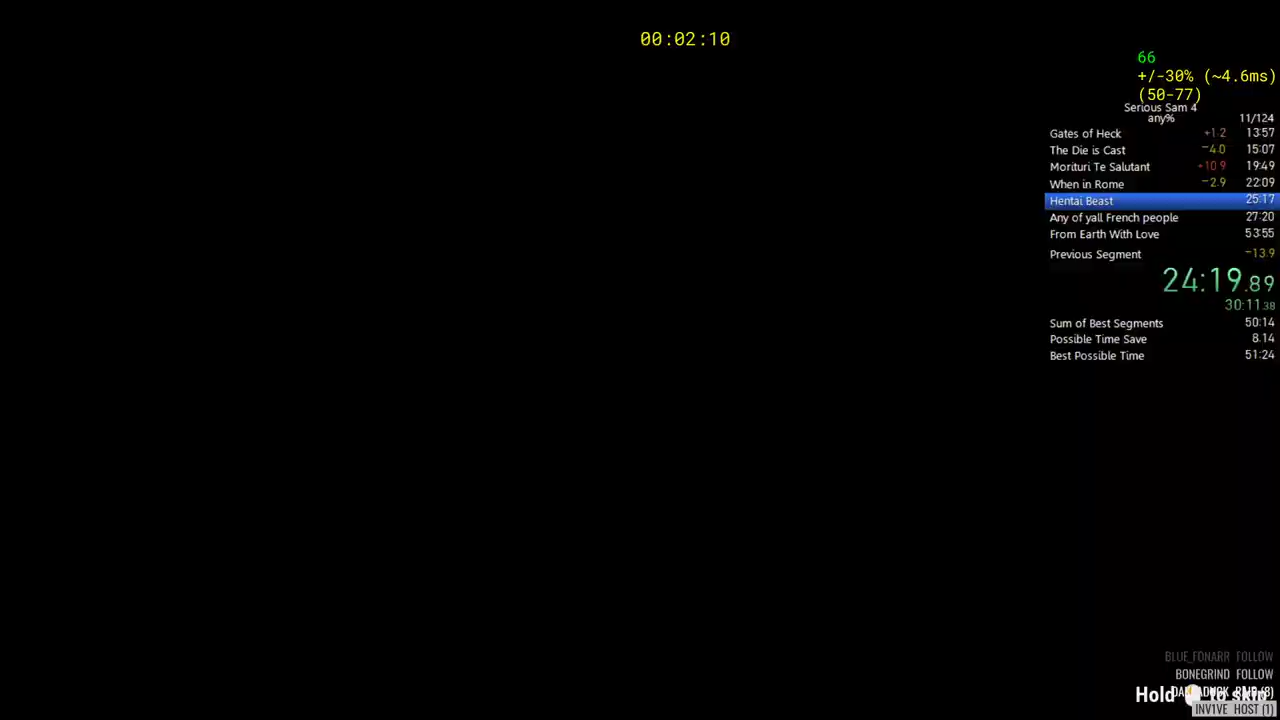 00:02:10
66
+/-30% (~4.6ms)
(50-77)
Serious Sam 4
any% 11/124
Gates of Heck +1.2 13:57
The Die is Cast −4.0 15:07
Morituri Te Salutant +10.9 19:49
When in Rome −2.9 22:09
Hentai Beast 25:17
Any of yall French people 27:20
From Earth With Love 53:55
Previous Segment −13.9
24:19.89
30:11.38
Sum of Best Segments 50:14
Possible Time Save 8.14
Best Possible Time 51:24
BLUE_FONARR FOLLOW
BONEGRIND FOLLOW
Hold to skip
INV1VE HOST (1)